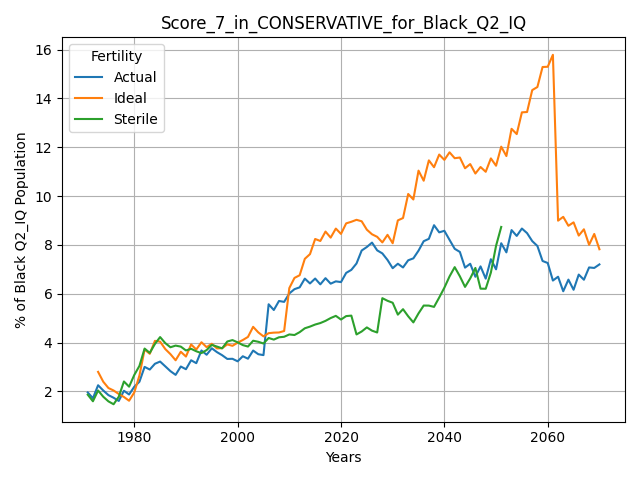 Score_7_in_CONSERVATIVE_for_Black_Q2_IQ
% of Black Q2_IQ Population
16
14
12
10
8
6
4
2
Fertility
Actual
Ideal
Sterile
1980
2000
2020
2040
2060
Years